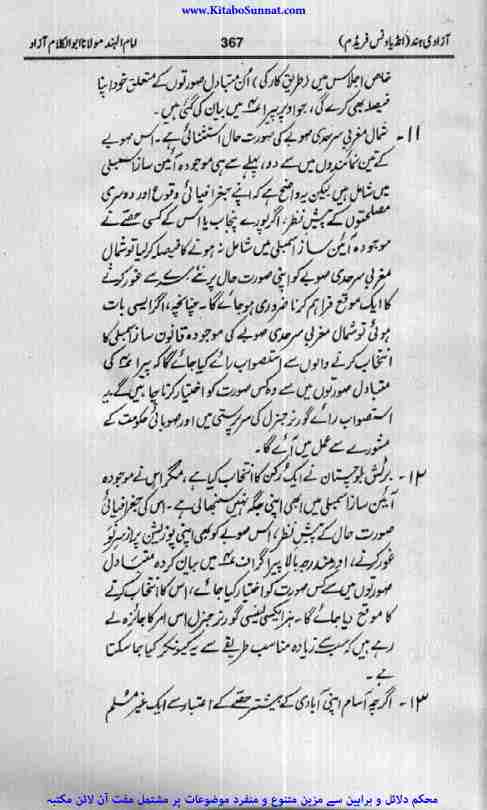 www.KitaboSunnat.com
آزادی ہند (انڈیا ونس فریڈم) 367 امام الہند مولانا ابوالکلام آزاد
خاص اجلاس میں (طریق کار کی) اُن متبادل صورتوں کے متعلق خود اپنا
فیصلہ بھی کرے گی، جو اوپر پیرا ۴ میں بیان کی گئی ہیں۔
۱۱۔ شمال مغربی سرحدی صوبے کی صورت حال استثنائی ہے۔ اس صوبے
کے تین نمائندوں میں سے دو، پہلے سے ہی موجودہ آئین ساز اسمبلی
میں شامل ہیں لیکن یہ واضح ہے کہ اپنے جغرافیائی وقوع اور دوسری
مصلحتوں کے پیش نظر، اگر پورے پنجاب یا اس کے کسی حصّے نے
موجودہ آئین ساز اسمبلی میں شامل نہ ہونے کا فیصلہ کر لیا تو شمال
مغربی سرحدی صوبے کو اپنی صورت حال پر نئے سرے سے غور کرنے
کا ایک موقع فراہم کرنا ضروری ہو جائے گا۔ چنانچہ، اگر ایسی بات
ہوئی تو شمال مغربی سرحدی صوبے کی موجودہ قانون ساز اسمبلی کا
انتخاب کرنے والوں سے استصواب رائے کیا جائے گا کہ پیرا ۴ کی
متبادل صورتوں میں سے وہ کس صورت کو اختیار کرنا چاہیں گے۔ یہ
استصواب رائے گورنر جنرل کی سرپرستی میں اور صوبائی حکومت کے
مشورے سے عمل میں آئے گا۔
۱۲۔ برٹش بلوچستان نے ایک رکن کا انتخاب کیا ہے، مگر اس نے موجودہ
آئین ساز اسمبلی میں ابھی اپنی جگہ نہیں سنبھالی ہے۔ اس کی جغرافیائی
صورت حال کے پیش نظر، اس صوبے کو بھی اپنی پوزیشن پر از سر نو
غور کرنے، اور مندرجہ بالا پیراگراف ۴ میں بیان کردہ متبادل
صورتوں میں سے کس صورت کو اختیار کیا جائے، اس کا انتخاب کرنے
کا موقع دیا جائے گا۔ ہز ایکسی لینسی گورنر جنرل اس امر کا جائزہ لے
رہے ہیں کہ سب سے زیادہ مناسب طریقے سے یہ کیونکر کیا جا سکتا
ہے۔
۱۳۔ اگرچہ آسام اپنی آبادی کے بیشتر حصّے کے اعتبار سے ایک غیر مُسلم
محکم دلائل و براہین سے مزین متنوع و منفرد موضوعات پر مشتمل مفت آن لائن مکتبہ